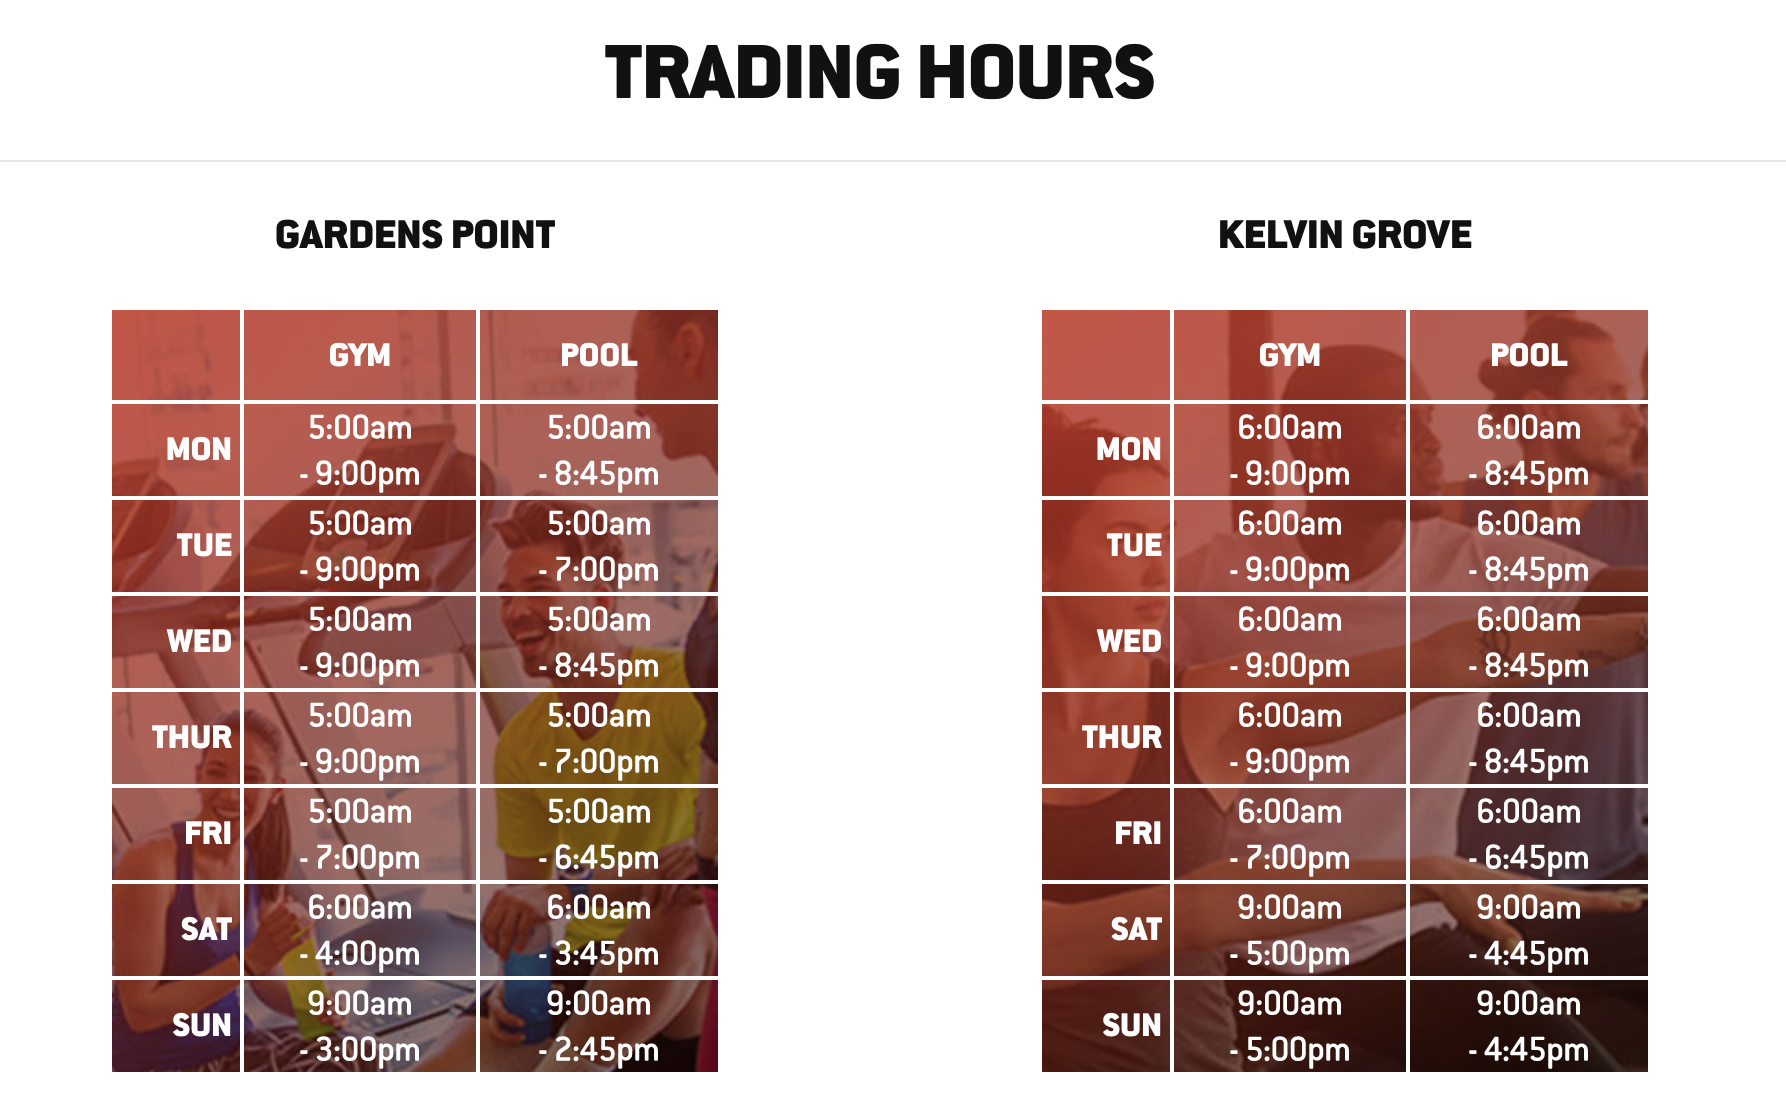 TRADING HOURS
GARDENS POINT
GYM POOL
MON 5:00am - 9:00pm 5:00am - 8:45pm
TUE 5:00am - 9:00pm 5:00am - 7:00pm
WED 5:00am - 9:00pm 5:00am - 8:45pm
THUR 5:00am - 9:00pm 5:00am - 7:00pm
FRI 5:00am - 7:00pm 5:00am - 6:45pm
SAT 6:00am - 4:00pm 6:00am - 3:45pm
SUN 9:00am - 3:00pm 9:00am - 2:45pm
KELVIN GROVE
GYM POOL
MON 6:00am - 9:00pm 6:00am - 8:45pm
TUE 6:00am - 9:00pm 6:00am - 8:45pm
WED 6:00am - 9:00pm 6:00am - 8:45pm
THUR 6:00am - 9:00pm 6:00am - 8:45pm
FRI 6:00am - 7:00pm 6:00am - 6:45pm
SAT 9:00am - 5:00pm 9:00am - 4:45pm
SUN 9:00am - 5:00pm 9:00am - 4:45pm